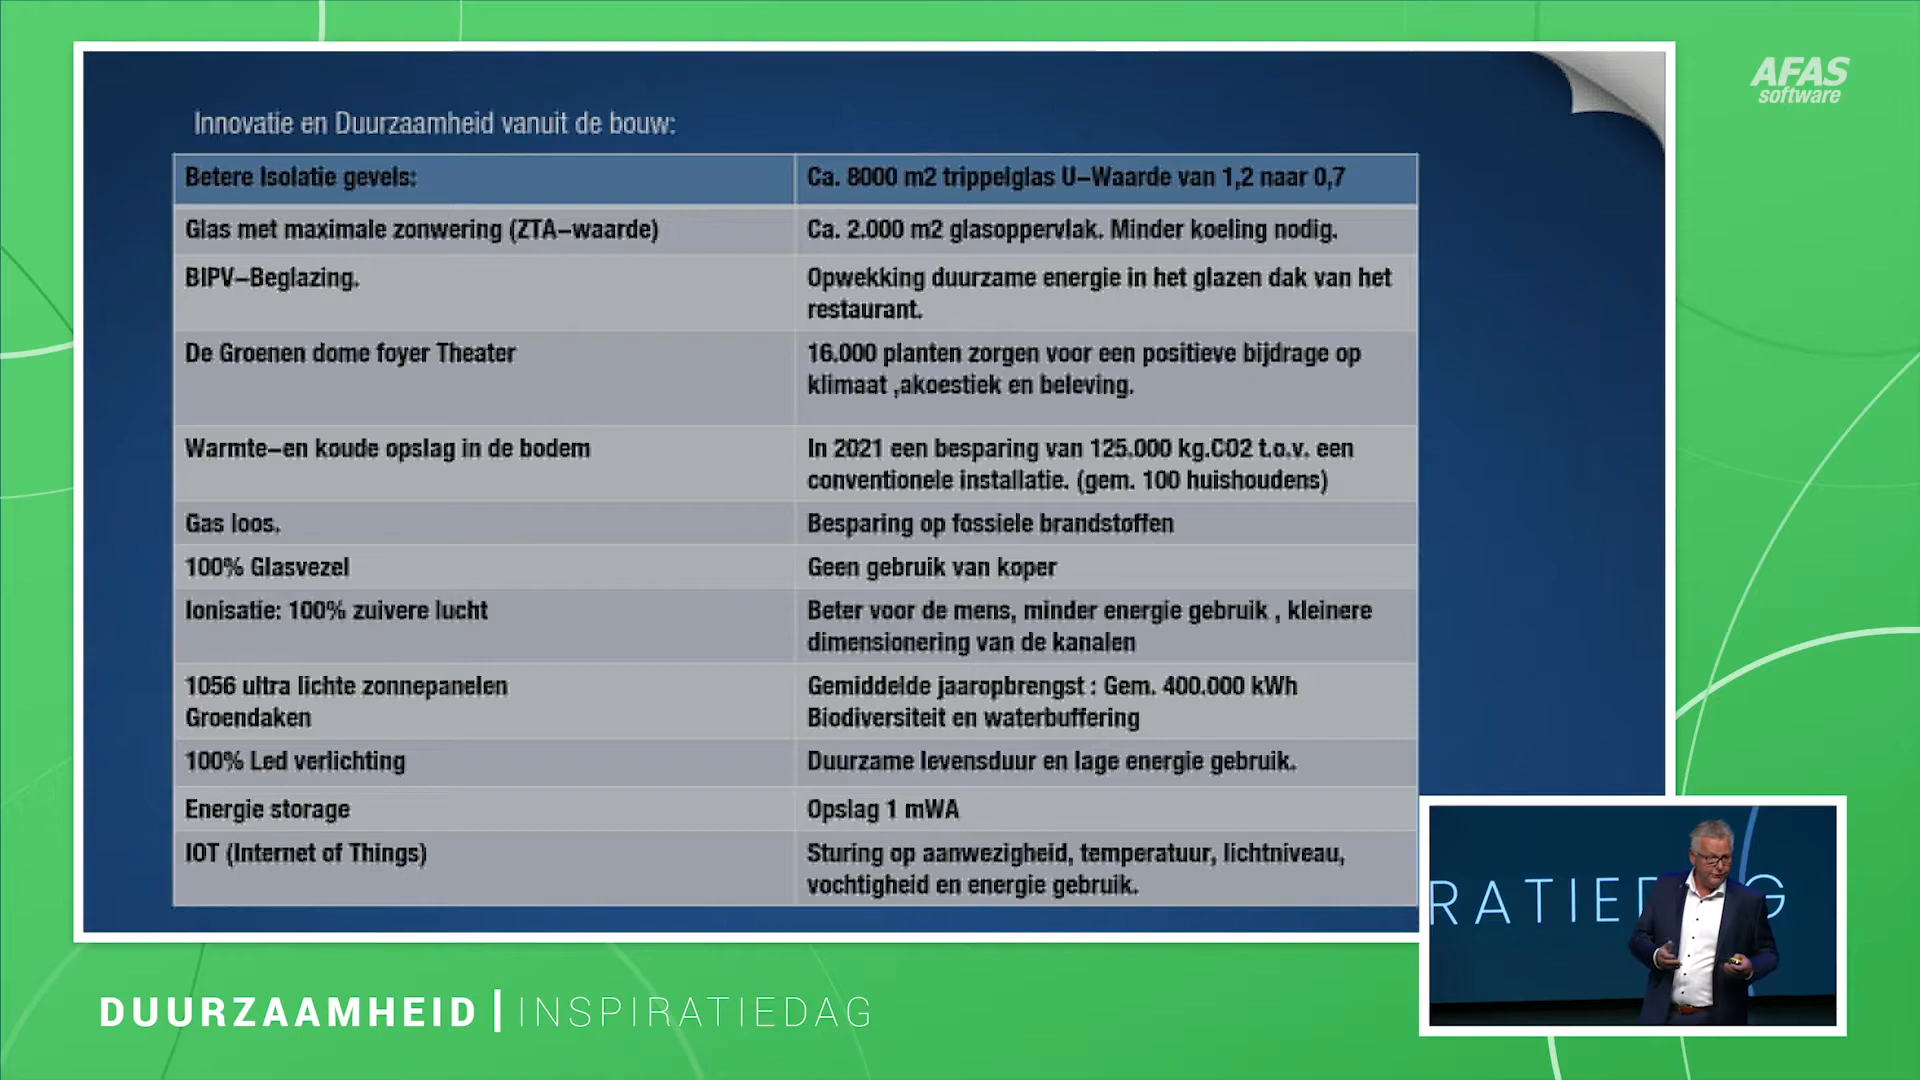 AFAS
software
Innovatie en Duurzaamheid vanuit de bouw:
Betere Isolatie gevels:
Ca. 8000 m2 trippelglas U-Waarde van 1,2 naar 0,7
Glas met maximale zonwering (ZTA-waarde)
Ca. 2.000 m2 glasoppervlak. Minder koeling nodig.
BIPV-Beglazing.
Opwekking duurzame energie in het glazen dak van het
restaurant.
De Groenen dome foyer Theater
16.000 planten zorgen voor een positieve bijdrage op
klimaat ,akoestiek en beleving.
Warmte-en koude opslag in de bodem
In 2021 een besparing van 125.000 kg.CO2 t.o.v. een
conventionele installatie. (gem. 100 huishoudens)
Gas loos.
Besparing op fossiele brandstoffen
100% Glasvezel
Geen gebruik van koper
Ionisatie: 100% zuivere lucht
Beter voor de mens, minder energie gebruik , kleinere
dimensionering van de kanalen
1056 ultra lichte zonnepanelen
Groendaken
Gemiddelde jaaropbrengst : Gem. 400.000 kWh
Biodiversiteit en waterbuffering
100% Led verlichting
Duurzame levensduur en lage energie gebruik.
Energie storage
Opslag 1 mWA
IOT (Internet of Things)
Sturing op aanwezigheid, temperatuur, lichtniveau,
vochtigheid en energie gebruik.
RATIED G
DUURZAAMHEID | INSPIRATIEDAG